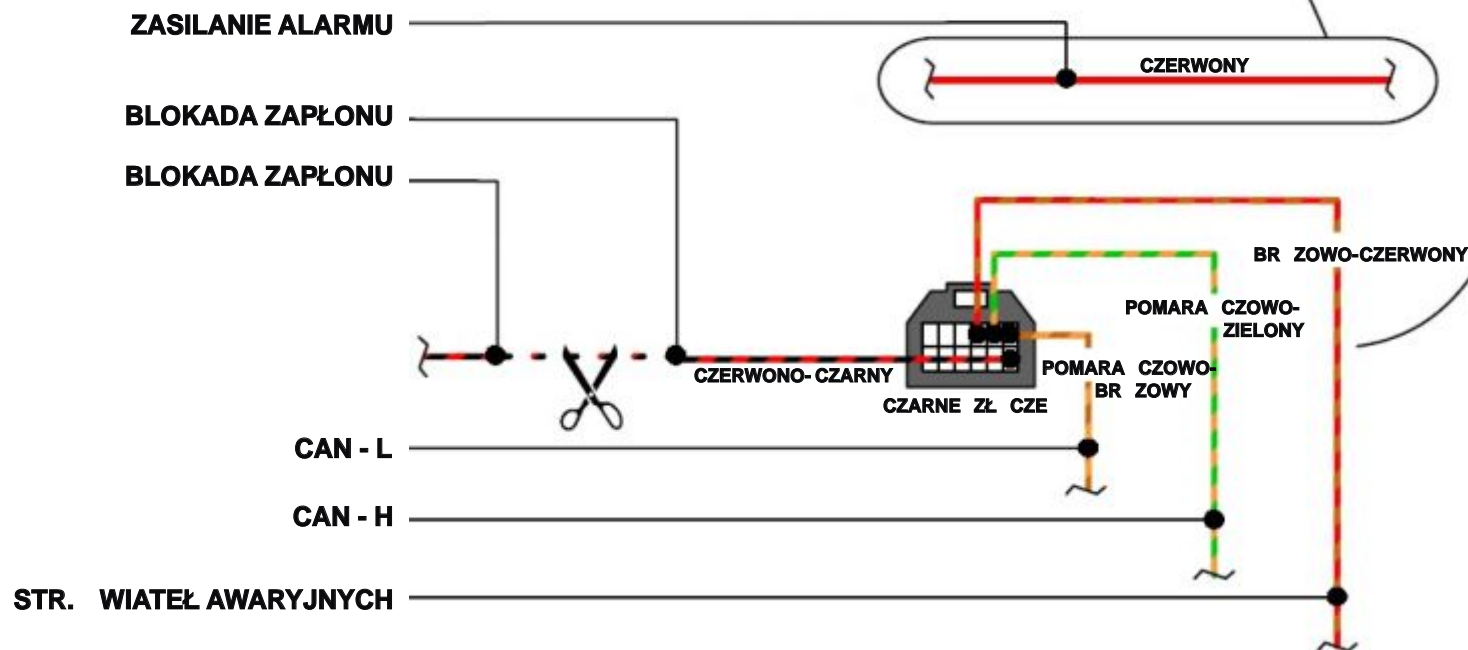 ZASILANIE ALARMU
CZERWONY
BLOKADA ZAPŁONU
BLOKADA ZAPŁONU
BR ZOWO-CZERWONY
POMARA CZOWO-
ZIELONY
POMARA CZOWO-
BR ZOWY
CZERWONO- CZARNY
CZARNE ZŁ CZE
CAN - L
CAN - H
STR. WIATEŁ AWARYJNYCH